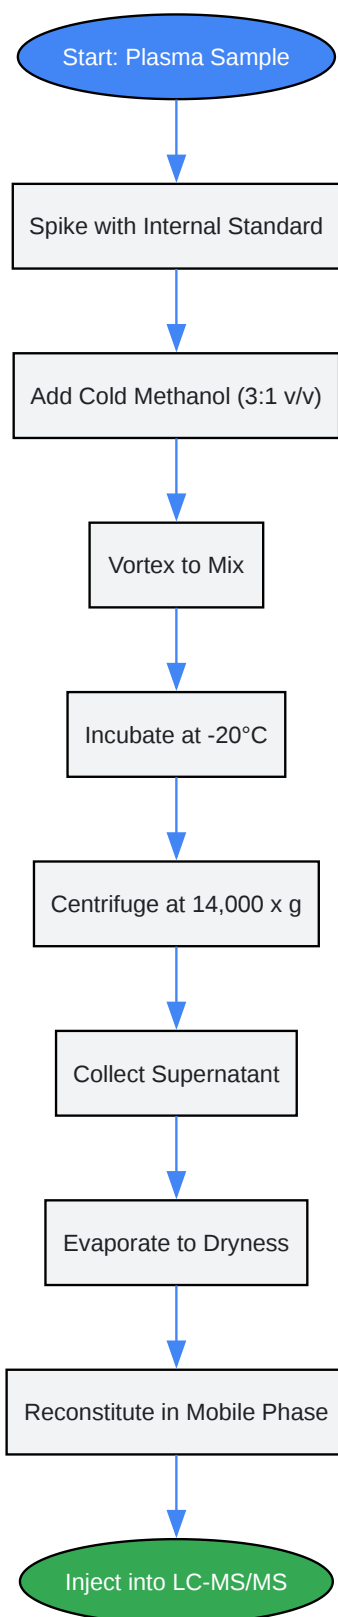 Start: Plasma Sample
Spike with Internal Standard
Add Cold Methanol (3:1 v/v)
Vortex to Mix
Incubate at -20°C
Centrifuge at 14,000 x g
Collect Supernatant
Evaporate to Dryness
Reconstitute in Mobile Phase
Inject into LC-MS/MS